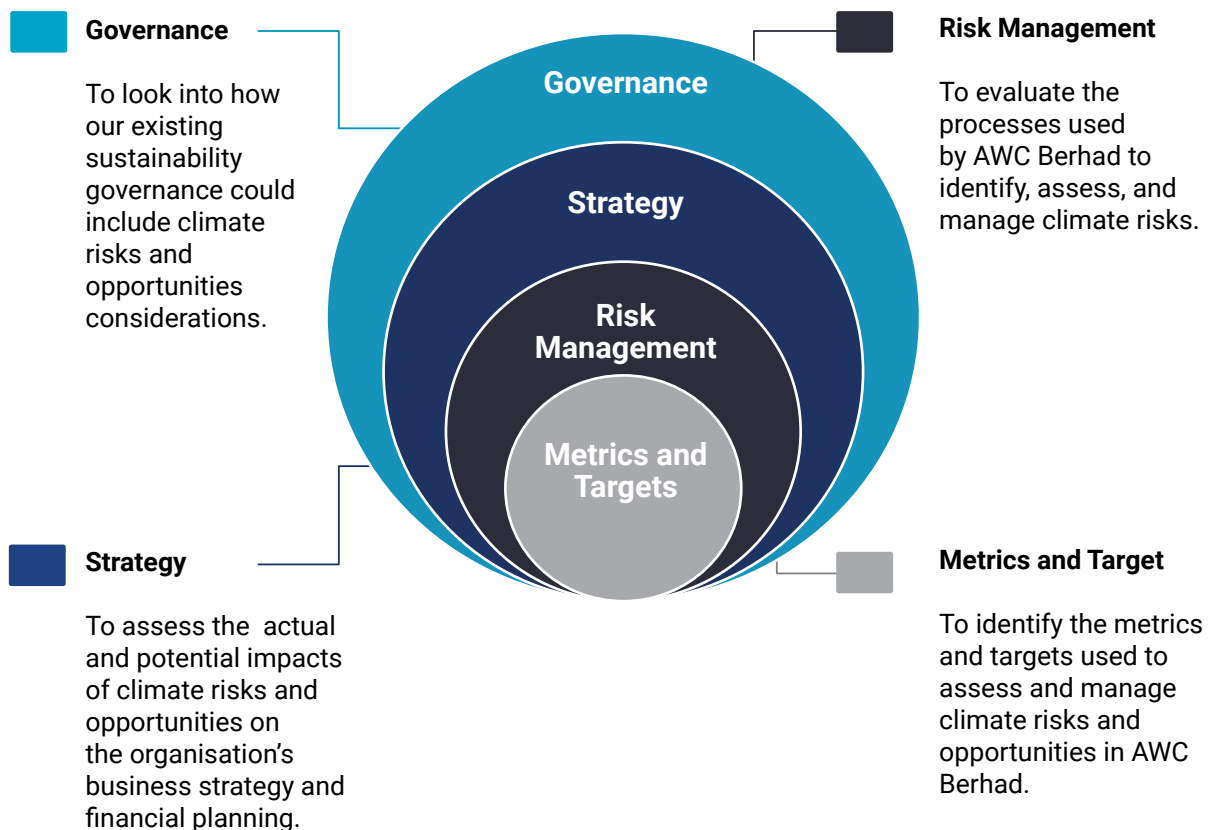 Governance
To look into how
our existing
sustainability
governance could
include climate
risks and
opportunities
considerations.
Governance
Strategy
Risk
Management
Metrics and
Targets
Risk Management
To evaluate the
processes used
by AWC Berhad to
identify, assess, and
manage climate risks.
Strategy
To assess the  actual
and potential impacts
of climate risks and
opportunities on
the organisation’s
business strategy and
financial planning.
Metrics and Target
To identify the metrics
and targets used to
assess and manage
climate risks and
opportunities in AWC
Berhad.